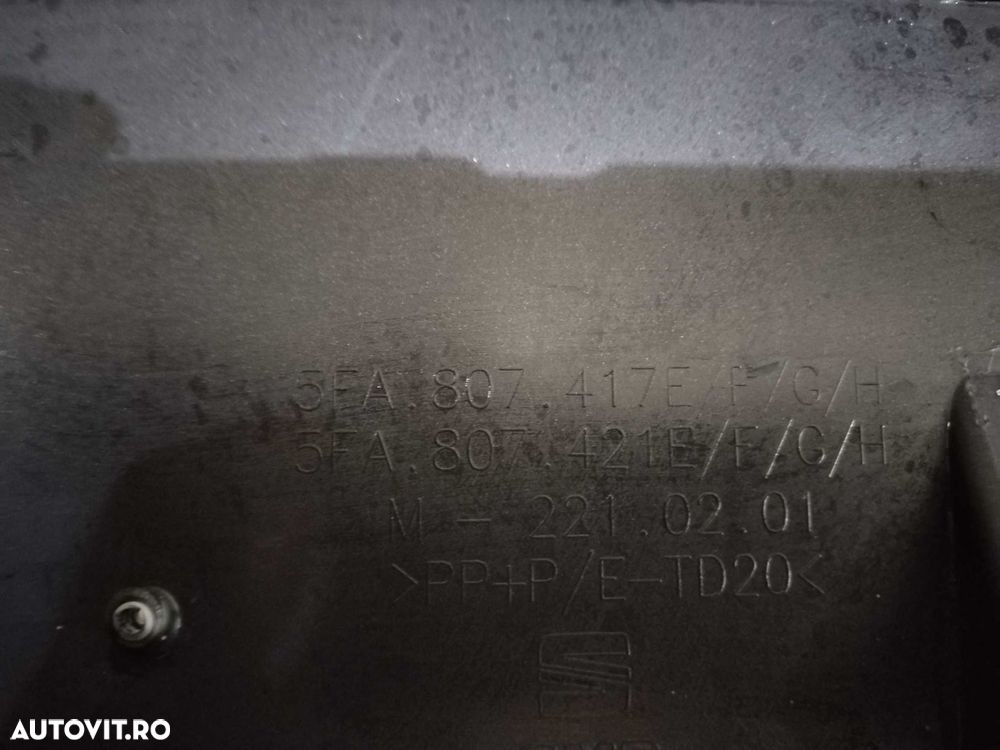 5FA.807.417E/F/G/H
5FA.807.421E/F/G/H
M - 221.02.01
>PP+P/E-TD20<
AUTOVIT.RO